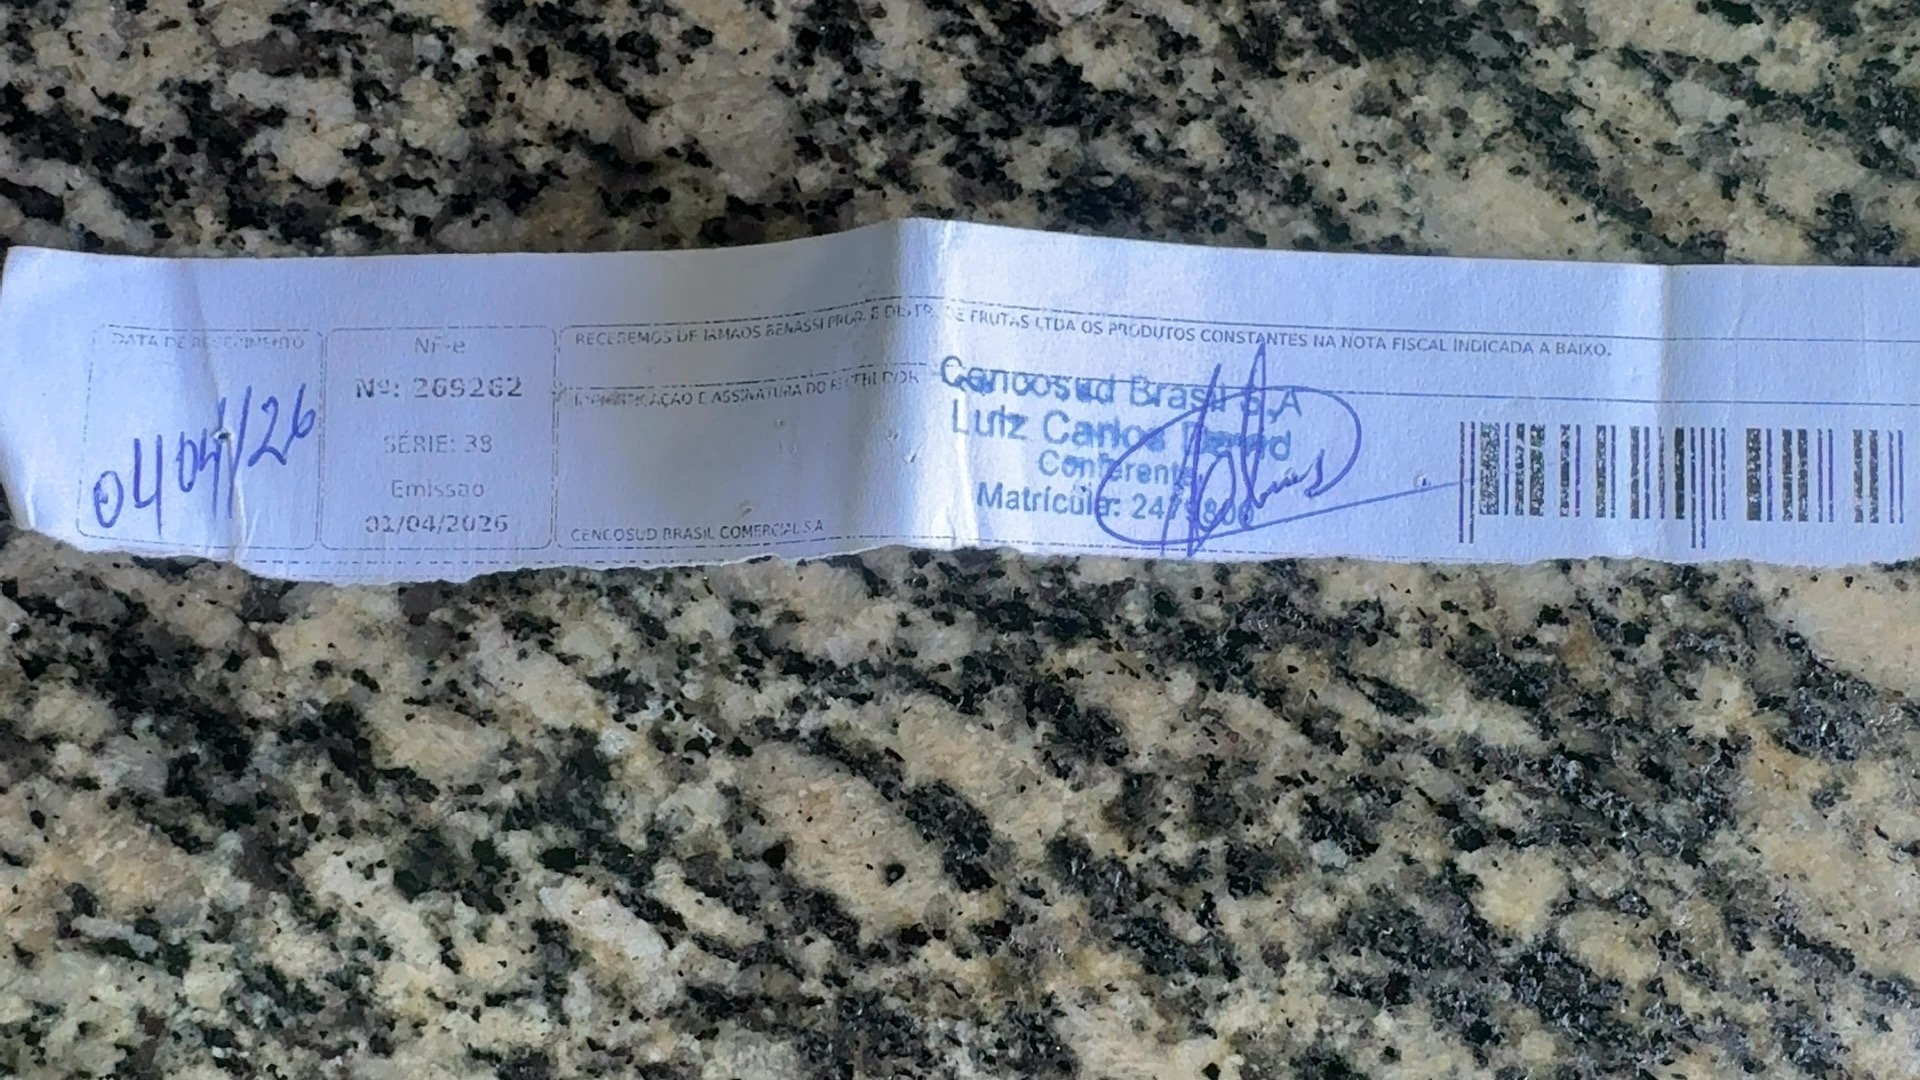 DATA DE RECEBIMENTO
04/04/26
NF-e
Nº: 269262
SÉRIE: 38
Emissão
01/04/2026
RECEBEMOS DE IRMAOS BENASSI PROD. E DISTR. DE FRUTAS LTDA OS PRODUTOS CONSTANTES NA NOTA FISCAL INDICADA A BAIXO.
IDENTIFICAÇÃO E ASSINATURA DO RECEBEDOR
CENCOSUD BRASIL COMERCIAL S.A
Cencosud Brasil S.A
Luiz Carlos
Conferente
Matrícula: